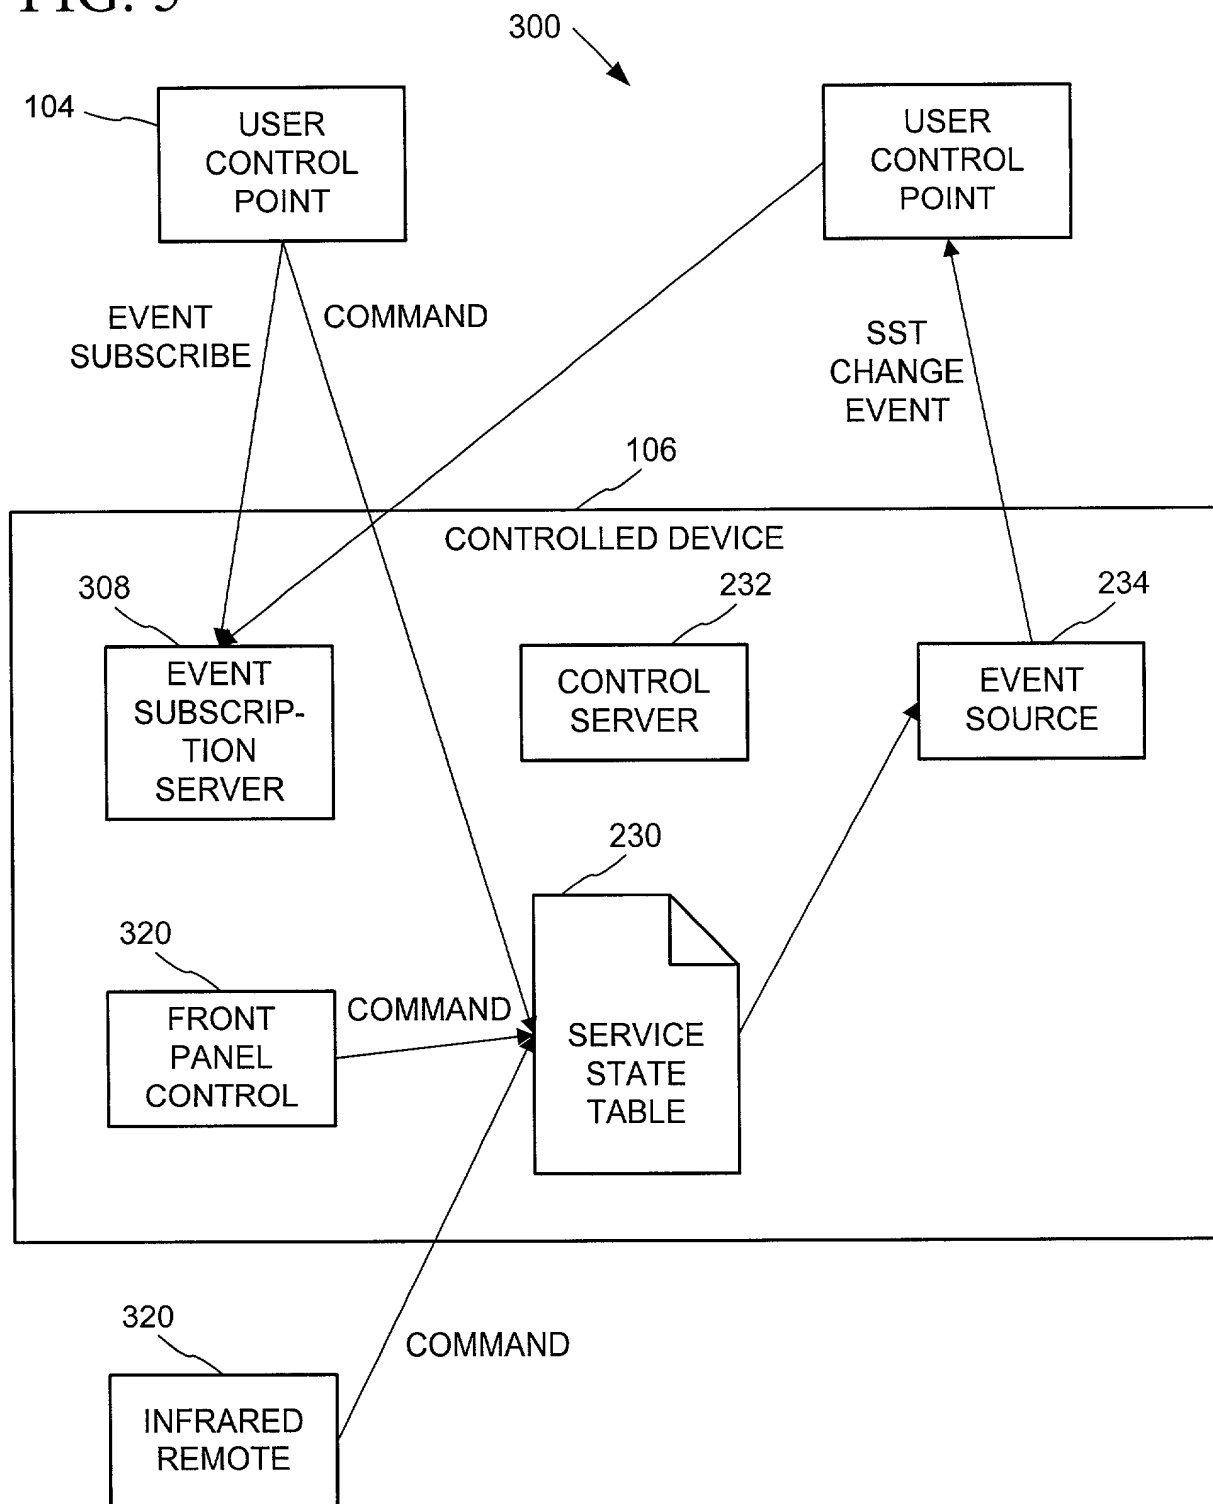 FIG. 5
300
104
USER
CONTROL
POINT
USER
CONTROL
POINT
EVENT
SUBSCRIBE
COMMAND
SST
CHANGE
EVENT
106
CONTROLLED DEVICE
308
232
234
EVENT
SUBSCRIP-
TION
SERVER
CONTROL
SERVER
EVENT
SOURCE
230
320
FRONT
PANEL
CONTROL
COMMAND
SERVICE
STATE
TABLE
320
COMMAND
INFRARED
REMOTE